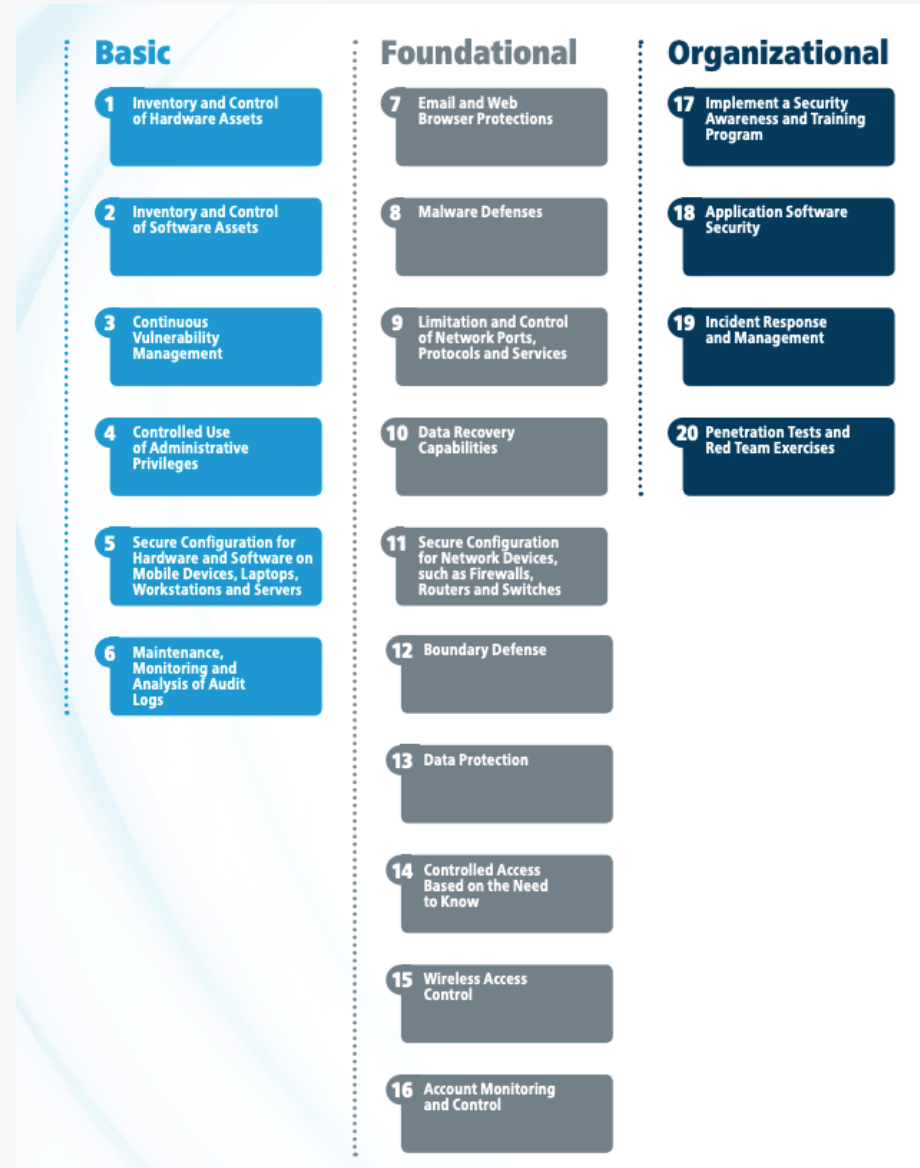 Basic
1 Inventory and Control
of Hardware Assets
2 Inventory and Control
of Software Assets
3 Continuous
Vulnerability
Management
4 Controlled Use
of Administrative
Privileges
5 Secure Configuration for
Hardware and Software on
Mobile Devices, Laptops,
Workstations and Servers
6 Maintenance,
Monitoring and
Analysis of Audit
Logs
Foundational
7 Email and Web
Browser Protections
8 Malware Defenses
9 Limitation and Control
of Network Ports,
Protocols and Services
10 Data Recovery
Capabilities
11 Secure Configuration
for Network Devices,
such as Firewalls,
Routers and Switches
12 Boundary Defense
13 Data Protection
14 Controlled Access
Based on the Need
to Know
15 Wireless Access
Control
16 Account Monitoring
and Control
Organizational
17 Implement a Security
Awareness and Training
Program
18 Application Software
Security
19 Incident Response
and Management
20 Penetration Tests and
Red Team Exercises